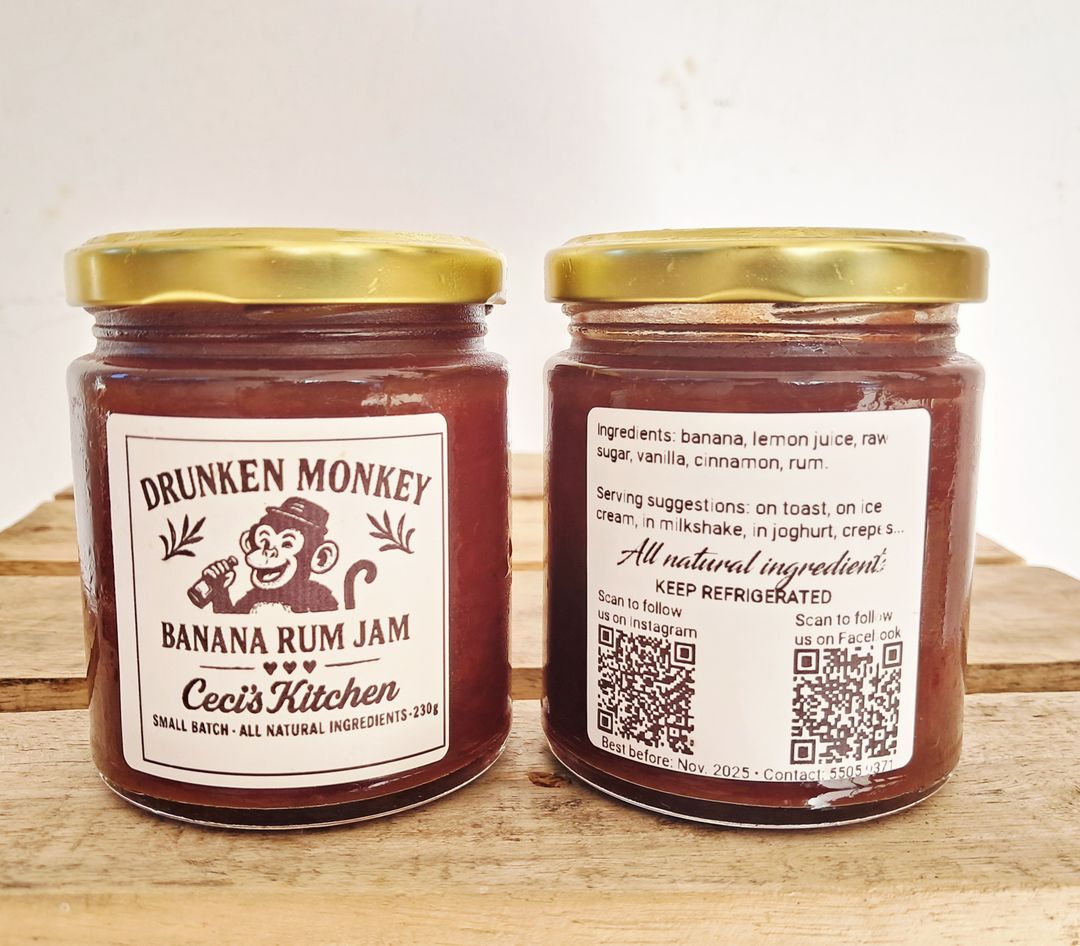 DRUNKEN MONKEY
BANANA RUM JAM
Ceci's Kitchen
SMALL BATCH · ALL NATURAL INGREDIENTS - 230g
Ingredients: banana, lemon juice, raw
sugar, vanilla, cinnamon, rum.
Serving suggestions: on toast, on ice
cream, in milkshake, in joghurt, crepes...
All natural ingredients
KEEP REFRIGERATED
Scan to follow
us on Instagram
Scan to follow
us on Facebook
Best before: Nov. 2025 • Contact: